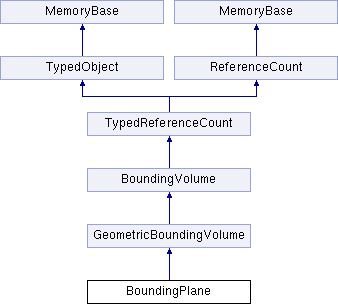 MemoryBase MemoryBase
TypedObject ReferenceCount
TypedReferenceCount
BoundingVolume
GeometricBoundingVolume
BoundingPlane